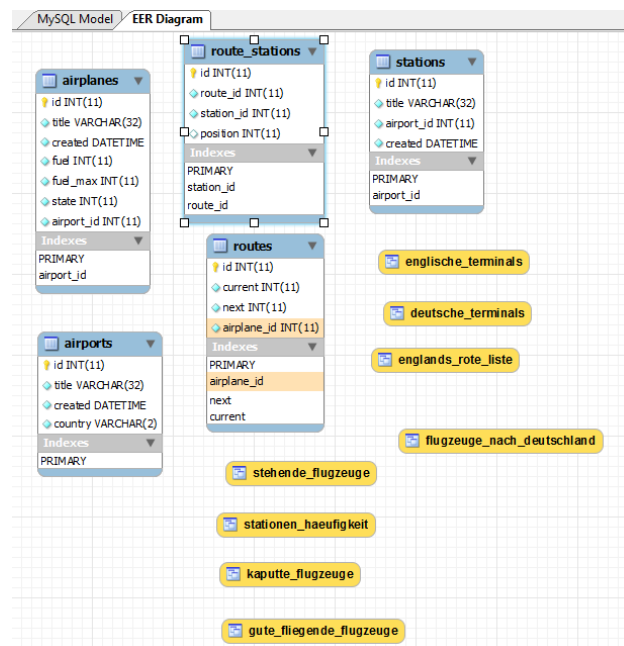 MySQL Model
EER Diagram
airplanes
id INT(11)
title VARCHAR(32)
created DATETIME
fuel INT(11)
fuel_max INT(11)
state INT(11)
airport_id INT(11)
Indexes
PRIMARY
airport_id
route_stations
id INT(11)
route_id INT(11)
station_id INT(11)
position INT(11)
Indexes
PRIMARY
station_id
route_id
stations
id INT(11)
title VARCHAR(32)
airport_id INT(11)
created DATETIME
Indexes
PRIMARY
airport_id
routes
id INT(11)
current INT(11)
next INT(11)
airplane_id INT(11)
Indexes
PRIMARY
airplane_id
next
current
airports
id INT(11)
title VARCHAR(32)
created DATETIME
country VARCHAR(2)
Indexes
PRIMARY
englische_terminals
deutsche_terminals
englands_rote_liste
flugzeuge_nach_deutschland
stehende_flugzeuge
stationen_haeufigkeit
kaputte_flugzeuge
gute_fliegende_flugzeuge